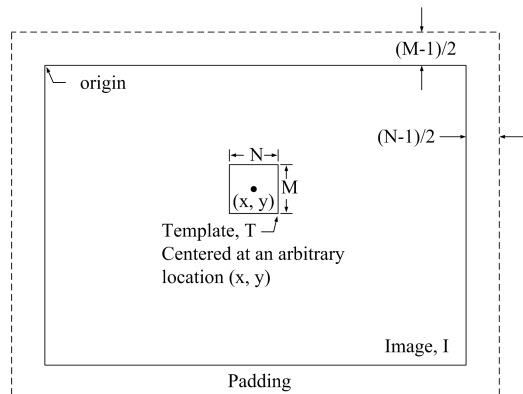 (M-1)/2
origin
(N-1)/2
N
M
(x, y)
Template, T
Centered at an arbitrary
location (x, y)
Image, I
Padding